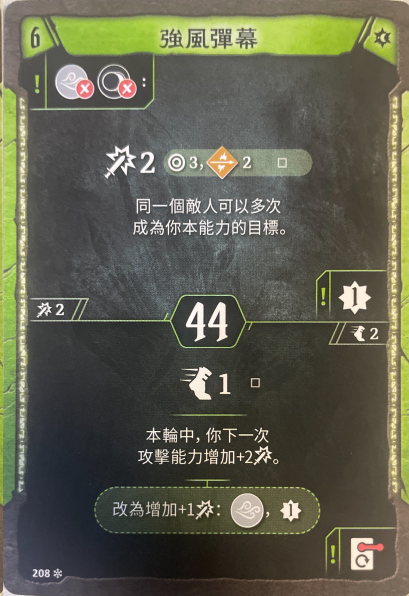 6 強風彈幕
! :
2 3, 2
同一個敵人可以多次
成為你本能力的目標。
! 1
2 44 2
1
本輪中, 你下一次
攻擊能力增加+2。
改為增加+1: , 1
!
208